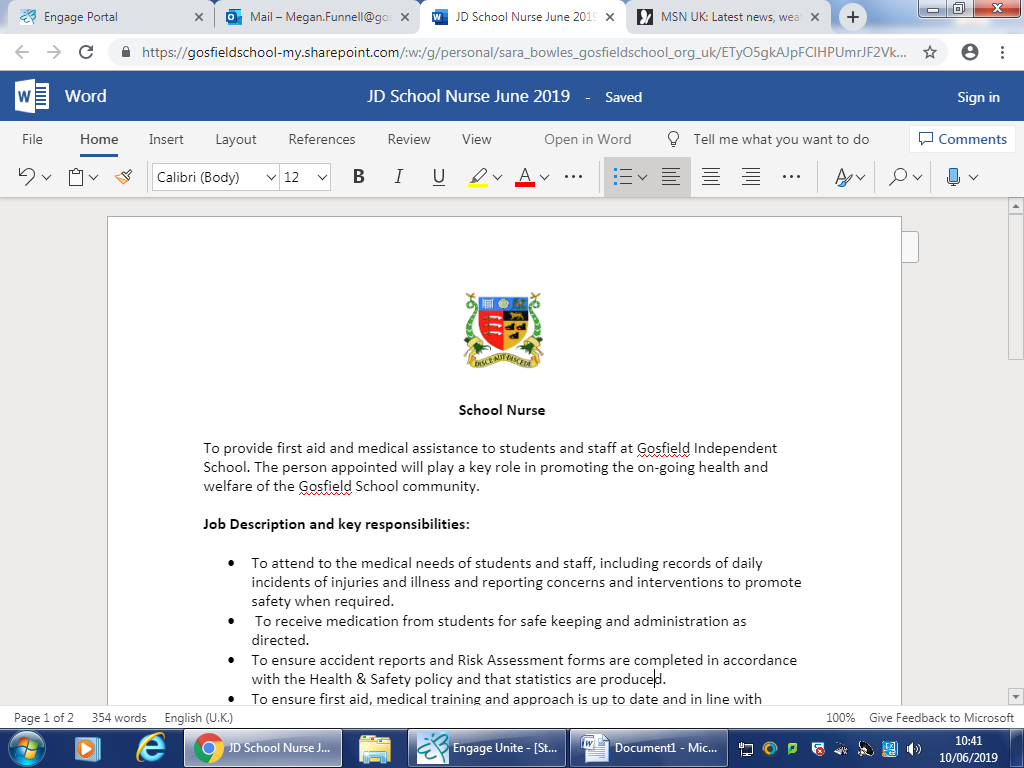 Engage Portal
Mail – Megan.Funnell@go
JD School Nurse June 2019
MSN UK: Latest news, wea
https://gosfieldschool-my.sharepoint.com/:w:/g/personal/sara_bowles_gosfieldschool_org_uk/ETyO5gkAJpFCIHPUmrJF2Vk...
W Word
JD School Nurse June 2019 - Saved
Sign in
File Home Insert Layout References Review View Open in Word Tell me what you want to do Comments
Calibri (Body) 12 B I U A ... ...
DISCE AUT DISCEDE
School Nurse
To provide first aid and medical assistance to students and staff at Gosfield Independent
School. The person appointed will play a key role in promoting the on-going health and
welfare of the Gosfield School community.
Job Description and key responsibilities:
• To attend to the medical needs of students and staff, including records of daily
incidents of injuries and illness and reporting concerns and interventions to promote
safety when required.
• To receive medication from students for safe keeping and administration as
directed.
• To ensure accident reports and Risk Assessment forms are completed in accordance
with the Health & Safety policy and that statistics are produced.
• To ensure first aid, medical training and approach is up to date and in line with
Page 1 of 2 354 words English (U.K.) 100% Give Feedback to Microsoft
JD School Nurse J...
Engage Unite - [St...
Document1 - Mic...
10:41
10/06/2019